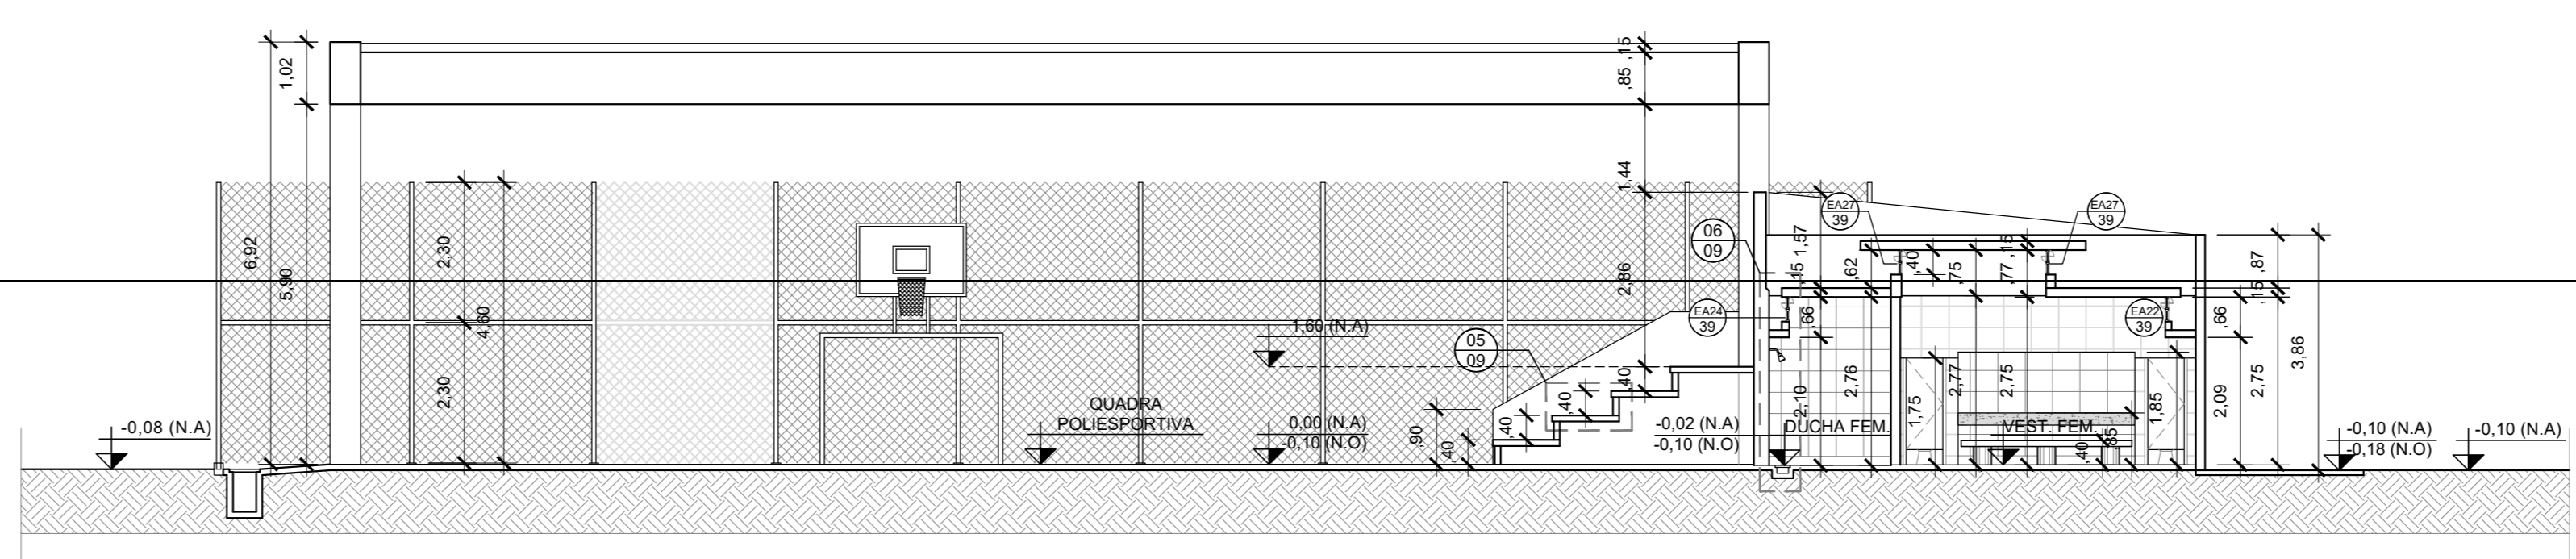 6,92
1,02
5,90
2,30
2,30
4,60
-0,08 (N.A)
QUADRA
POLIESPORTIVA
1,60 (N.A)
0,00 (N.A)
-0,10 (N.O)
05
09
,90
,40
,40
,40
,40
,15
,85
1,44
2,86
06
09
EA24
39
-0,02 (N.A)
-0,10 (N.O)
DUCHA FEM.
1,57
,15
,66
2,10
,62
2,76
EA27
39
,40
,75
,15
,77
EA27
39
1,75
2,77
2,75
VEST. FEM.
,40
,85
1,85
EA22
39
,66
2,09
,87
,15
2,75
3,86
-0,10 (N.A)
-0,18 (N.O)
-0,10 (N.A)